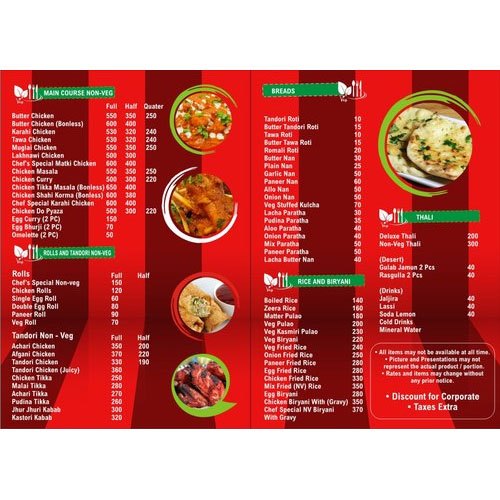 Veg
MAIN COURSE NON-VEG
Full Half Quater
Butter Chicken 550 350 250
Butter Chicken (Bonless) 600 400
Karahi Chicken 320 220
Tawa Chicken 320 220
Muglai Chicken 550 350 250
Lakhnawi Chicken 500 300
Chef's Special Matki Chicken 600 400
Chicken Masala 550 350 250
Chicken Curry 500 300 220
Chicken Tikka Masala (Bonless) 600 400
Chicken Shahi Korma (Bonless) 600 380
Chef Special Karahi Chicken 600 400
Chicken Do Pyaza 500 300 220
Egg Curry (2 PC) 150
Egg Bhurji (2 PC) 70
Omelette (2 PC) 50
Veg
ROLLS AND TANDORI NON-VEG
Rolls Full Half
Chef's Special Non-veg 150
Chicken Rolls 120
Single Egg Roll 60
Double Egg Roll 80
Paneer Roll 90
Veg Roll 70
Tandori Non - Veg Full Half
Achari Chicken 350 200
Afgani Chicken 370 220
Tandori Chicken 330 190
Tandori Chicken (Juicy) 360
Chicken Tikka 250
Malai Tikka 280
Achari Tikka 270
Pudina Tikka 260
Jhur Jhuri Kabab 300
Kastori Kabab 320
Veg
BREADS
Tandori Roti 10
Butter Tandori Roti 15
Tawa Roti 10
Butter Tawa Roti 15
Romali Roti 20
Butter Nan 30
Plain Nan 25
Garlic Nan 50
Paneer Nan 60
Allo Nan 50
Onion Nan 50
Veg Stuffed Kulcha 70
Lacha Paratha 30
Pudina Paratha 35
Aloo Paratha 40
Onion Paratha 40
Mix Paratha 50
Paneer Paratha 50
Lacha Butter Nan 40
Veg
RICE AND BIRYANI
Boiled Rice 140
Zeera Rice 160
Matter Pulao 180
Veg Pulao 200
Veg Kasmiri Pulao 230
Veg Biryani 220
Veg Fried Rice 240
Onion Fried Rice 250
Paneer Fried Rice 280
Egg Fried Rice 260
Chicken Fried Rice 330
Mix Fried (NV) Rice 350
Egg Biryani 280
Chicken Biryani With (Gravy) 350
Chef Special NV Biryani 370
With Gravy
Veg
THALI
Deluxe Thali 200
Non-Veg Thali 300
(Desert)
Gulab Jamun 2 Pcs 40
Rasgulla 2 Pcs 40
(Drinks)
Jaljira 40
Lassi 40
Soda Lemon 40
Cold Drinks
Mineral Water
• All items may not be available at all time.
• Picture and Presentations may not
represent the actual product / portion.
• Rates and items may change without
any prior notice.
• Discount for Corporate
• Taxes Extra